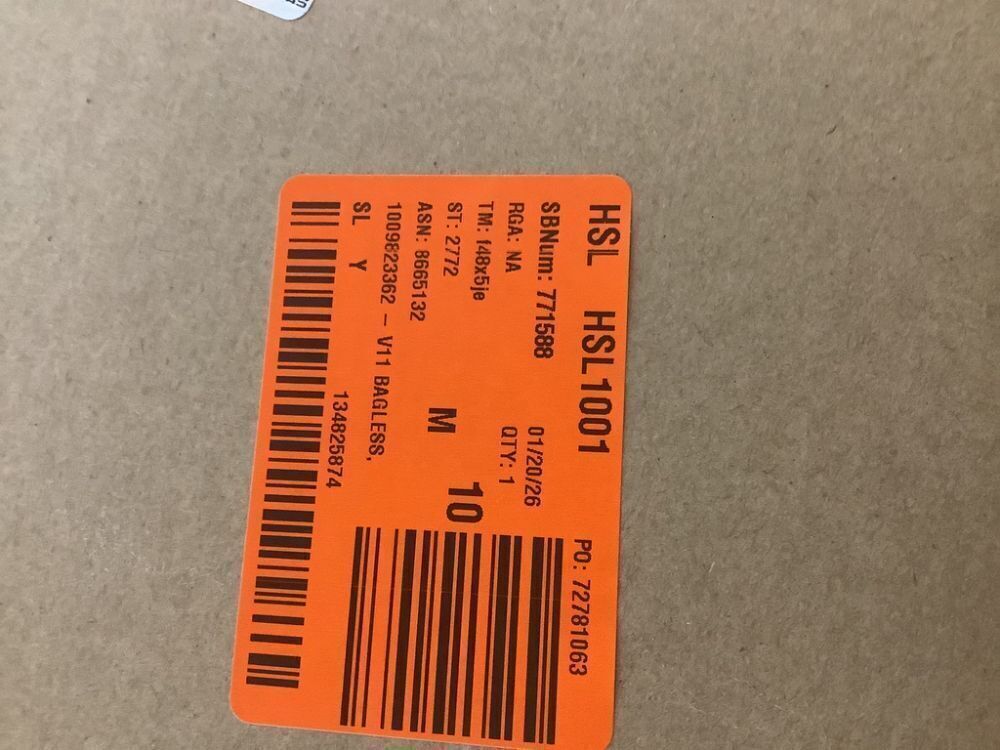 HSL HSL1001
PO: 72781063
SBNum: 771588
01/20/26
RGA: NA
QTY: 1
TM: f48x5je
ST: 2772
10
ASN: 8665132
M
1009823362 - V11 BAGLESS,
SL Y
134825874